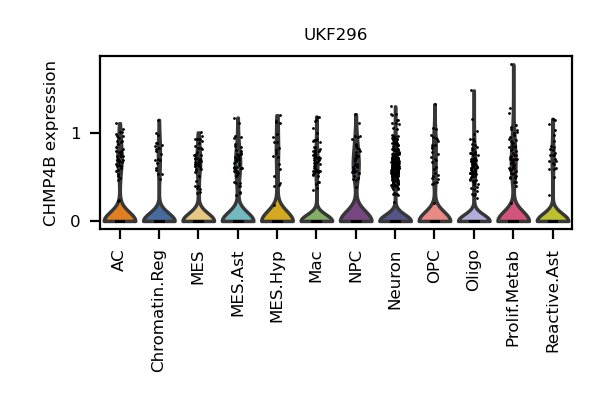 UKF296
CHMP4B expression
1
0
AC
Chromatin.Reg
MES
MES.Ast
MES.Hyp
Mac
NPC
Neuron
OPC
Oligo
Prolif.Metab
Reactive.Ast